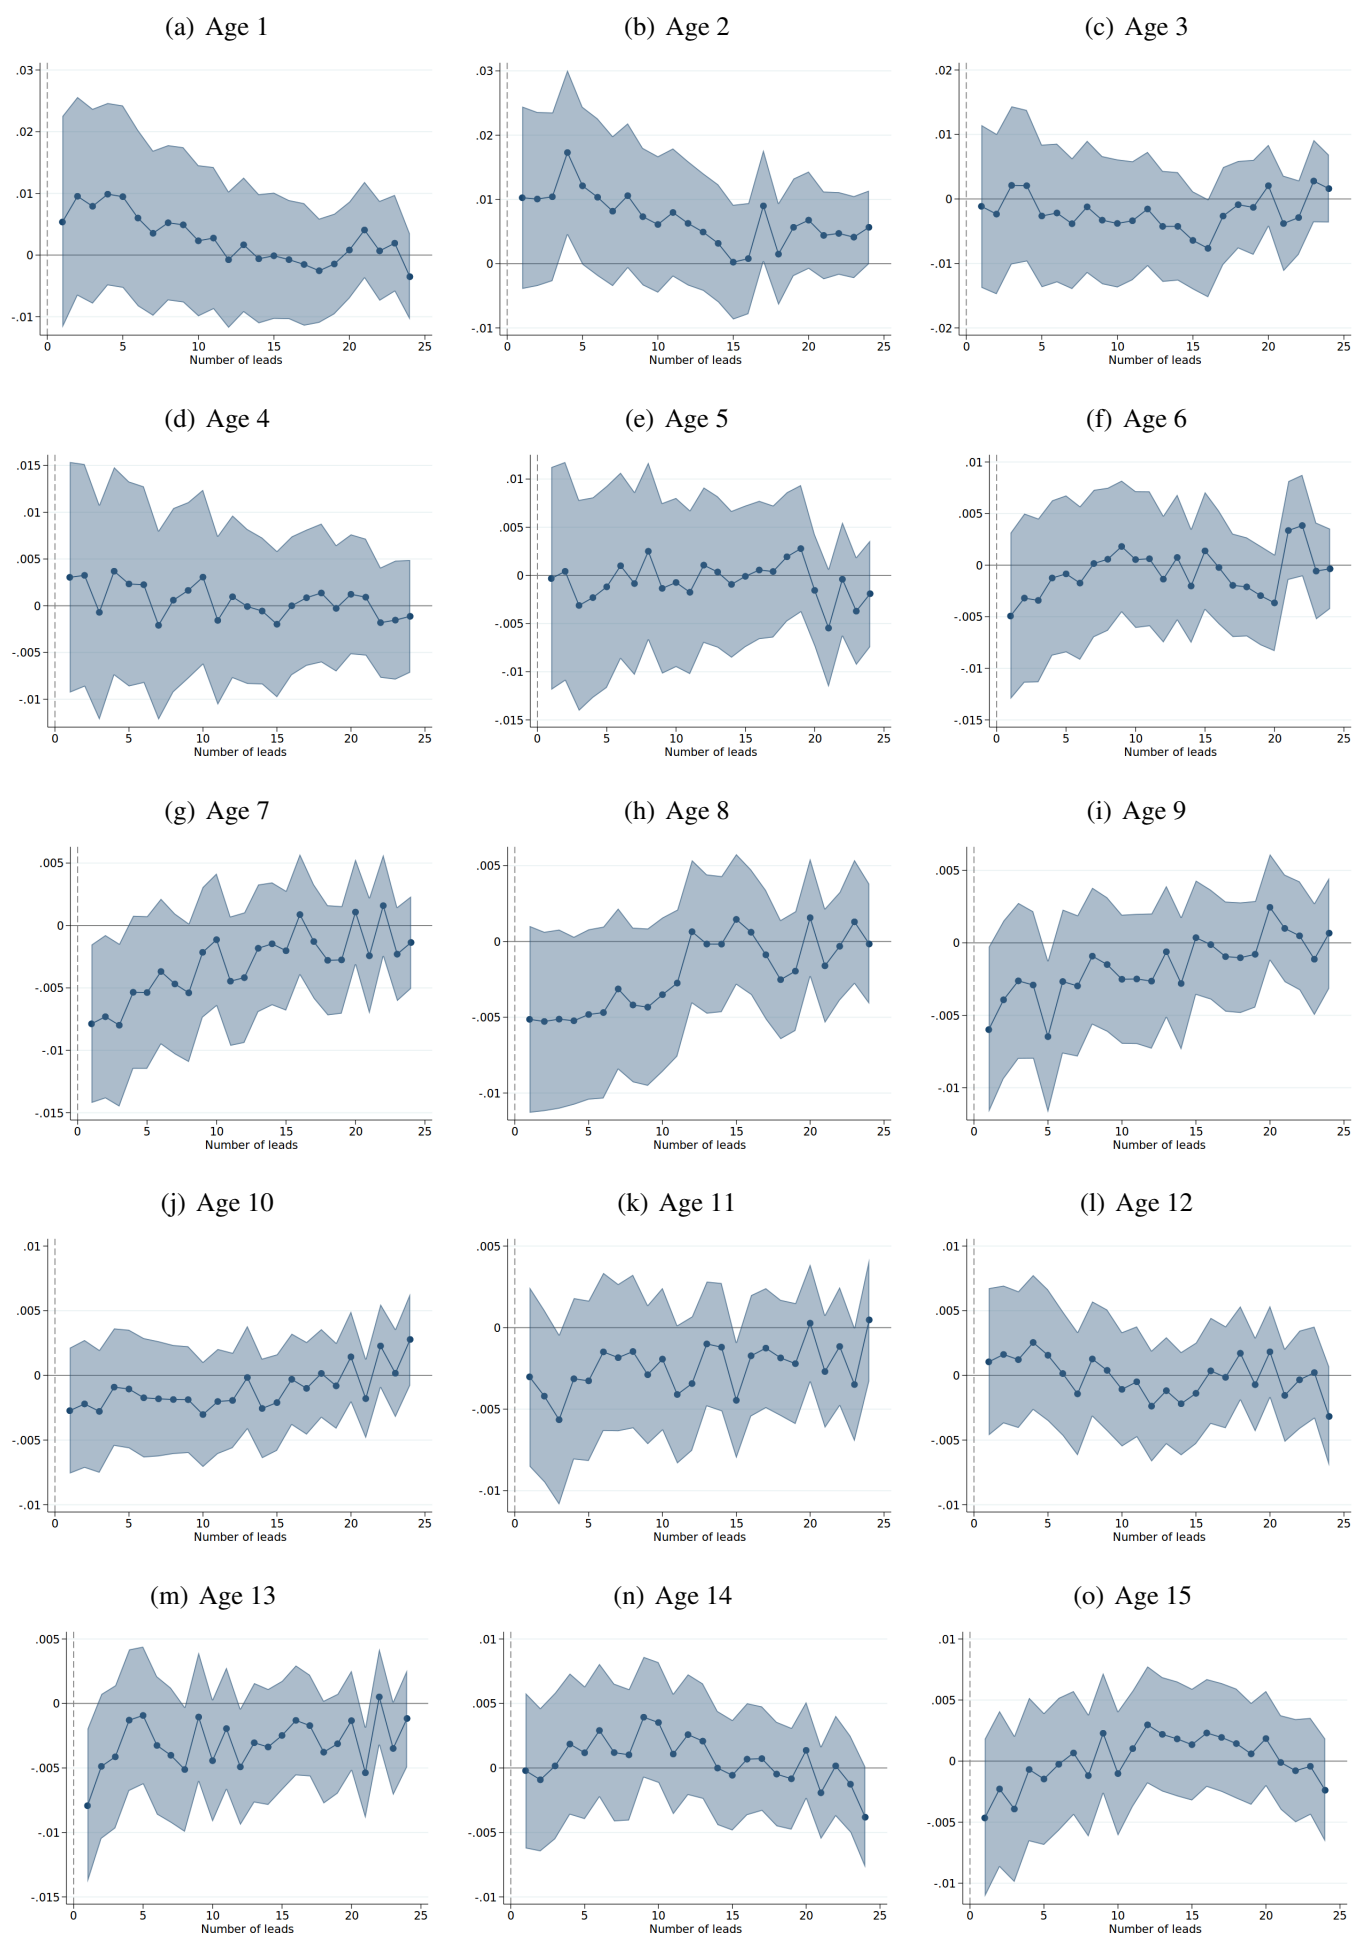 (a) Age 1
.03
.02
.01
0
-.01
0 5 10 15 20 25
Number of leads
(b) Age 2
.03
.02
.01
0
-.01
0 5 10 15 20 25
Number of leads
(c) Age 3
.02
.01
0
-.01
-.02
0 5 10 15 20 25
Number of leads
(d) Age 4
.015
.01
.005
0
-.005
-.01
0 5 10 15 20 25
Number of leads
(e) Age 5
.01
.005
0
-.005
-.01
-.015
0 5 10 15 20 25
Number of leads
(f) Age 6
.01
.005
0
-.005
-.01
-.015
0 5 10 15 20 25
Number of leads
(g) Age 7
.005
0
-.005
-.01
-.015
0 5 10 15 20 25
Number of leads
(h) Age 8
.005
0
-.005
-.01
0 5 10 15 20 25
Number of leads
(i) Age 9
.005
0
-.005
-.01
0 5 10 15 20 25
Number of leads
(j) Age 10
.01
.005
0
-.005
-.01
0 5 10 15 20 25
Number of leads
(k) Age 11
.005
0
-.005
-.01
0 5 10 15 20 25
Number of leads
(l) Age 12
.01
.005
0
-.005
-.01
0 5 10 15 20 25
Number of leads
(m) Age 13
.005
0
-.005
-.01
-.015
0 5 10 15 20 25
Number of leads
(n) Age 14
.01
.005
0
-.005
-.01
0 5 10 15 20 25
Number of leads
(o) Age 15
.01
.005
0
-.005
-.01
0 5 10 15 20 25
Number of leads